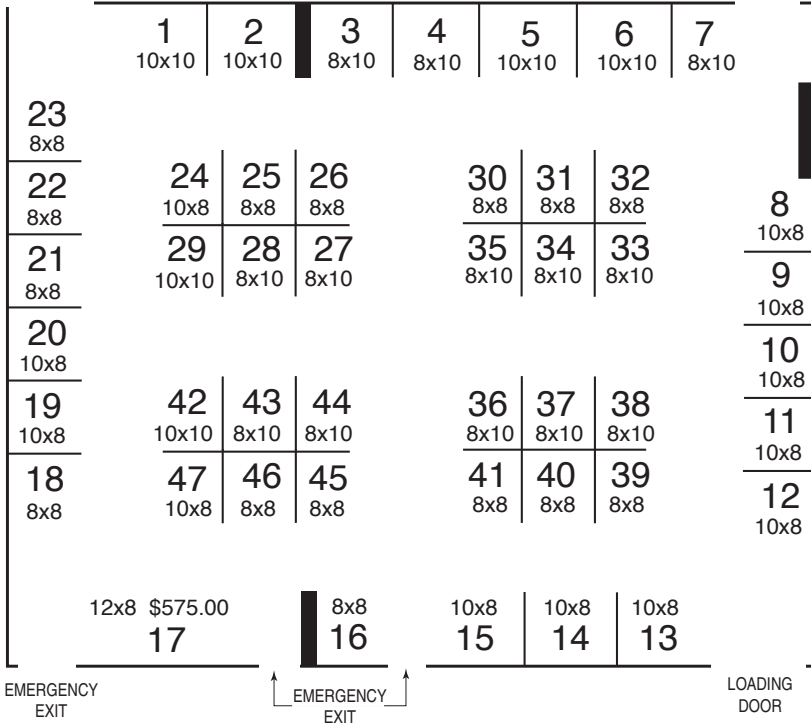 1 2 3 4 5 6 7
10x10 10x10 8x10 8x10 10x10 10x10 8x10
23
8x8
22
8x8
21
8x8
20
10x8
19
10x8
18
8x8
24 25 26
10x8 8x8 8x8
29 28 27
10x10 8x10 8x10
30 31 32
8x8 8x8 8x8
35 34 33
8x10 8x10 8x10
8
10x8
9
10x8
10
10x8
11
10x8
12
10x8
42 43 44
10x10 8x10 8x10
47 46 45
10x8 8x8 8x8
36 37 38
8x10 8x10 8x10
41 40 39
8x8 8x8 8x8
12x8 $575.00 8x8 10x8 10x8 10x8
17 16 15 14 13
EMERGENCY
EXIT
EMERGENCY
EXIT
LOADING
DOOR